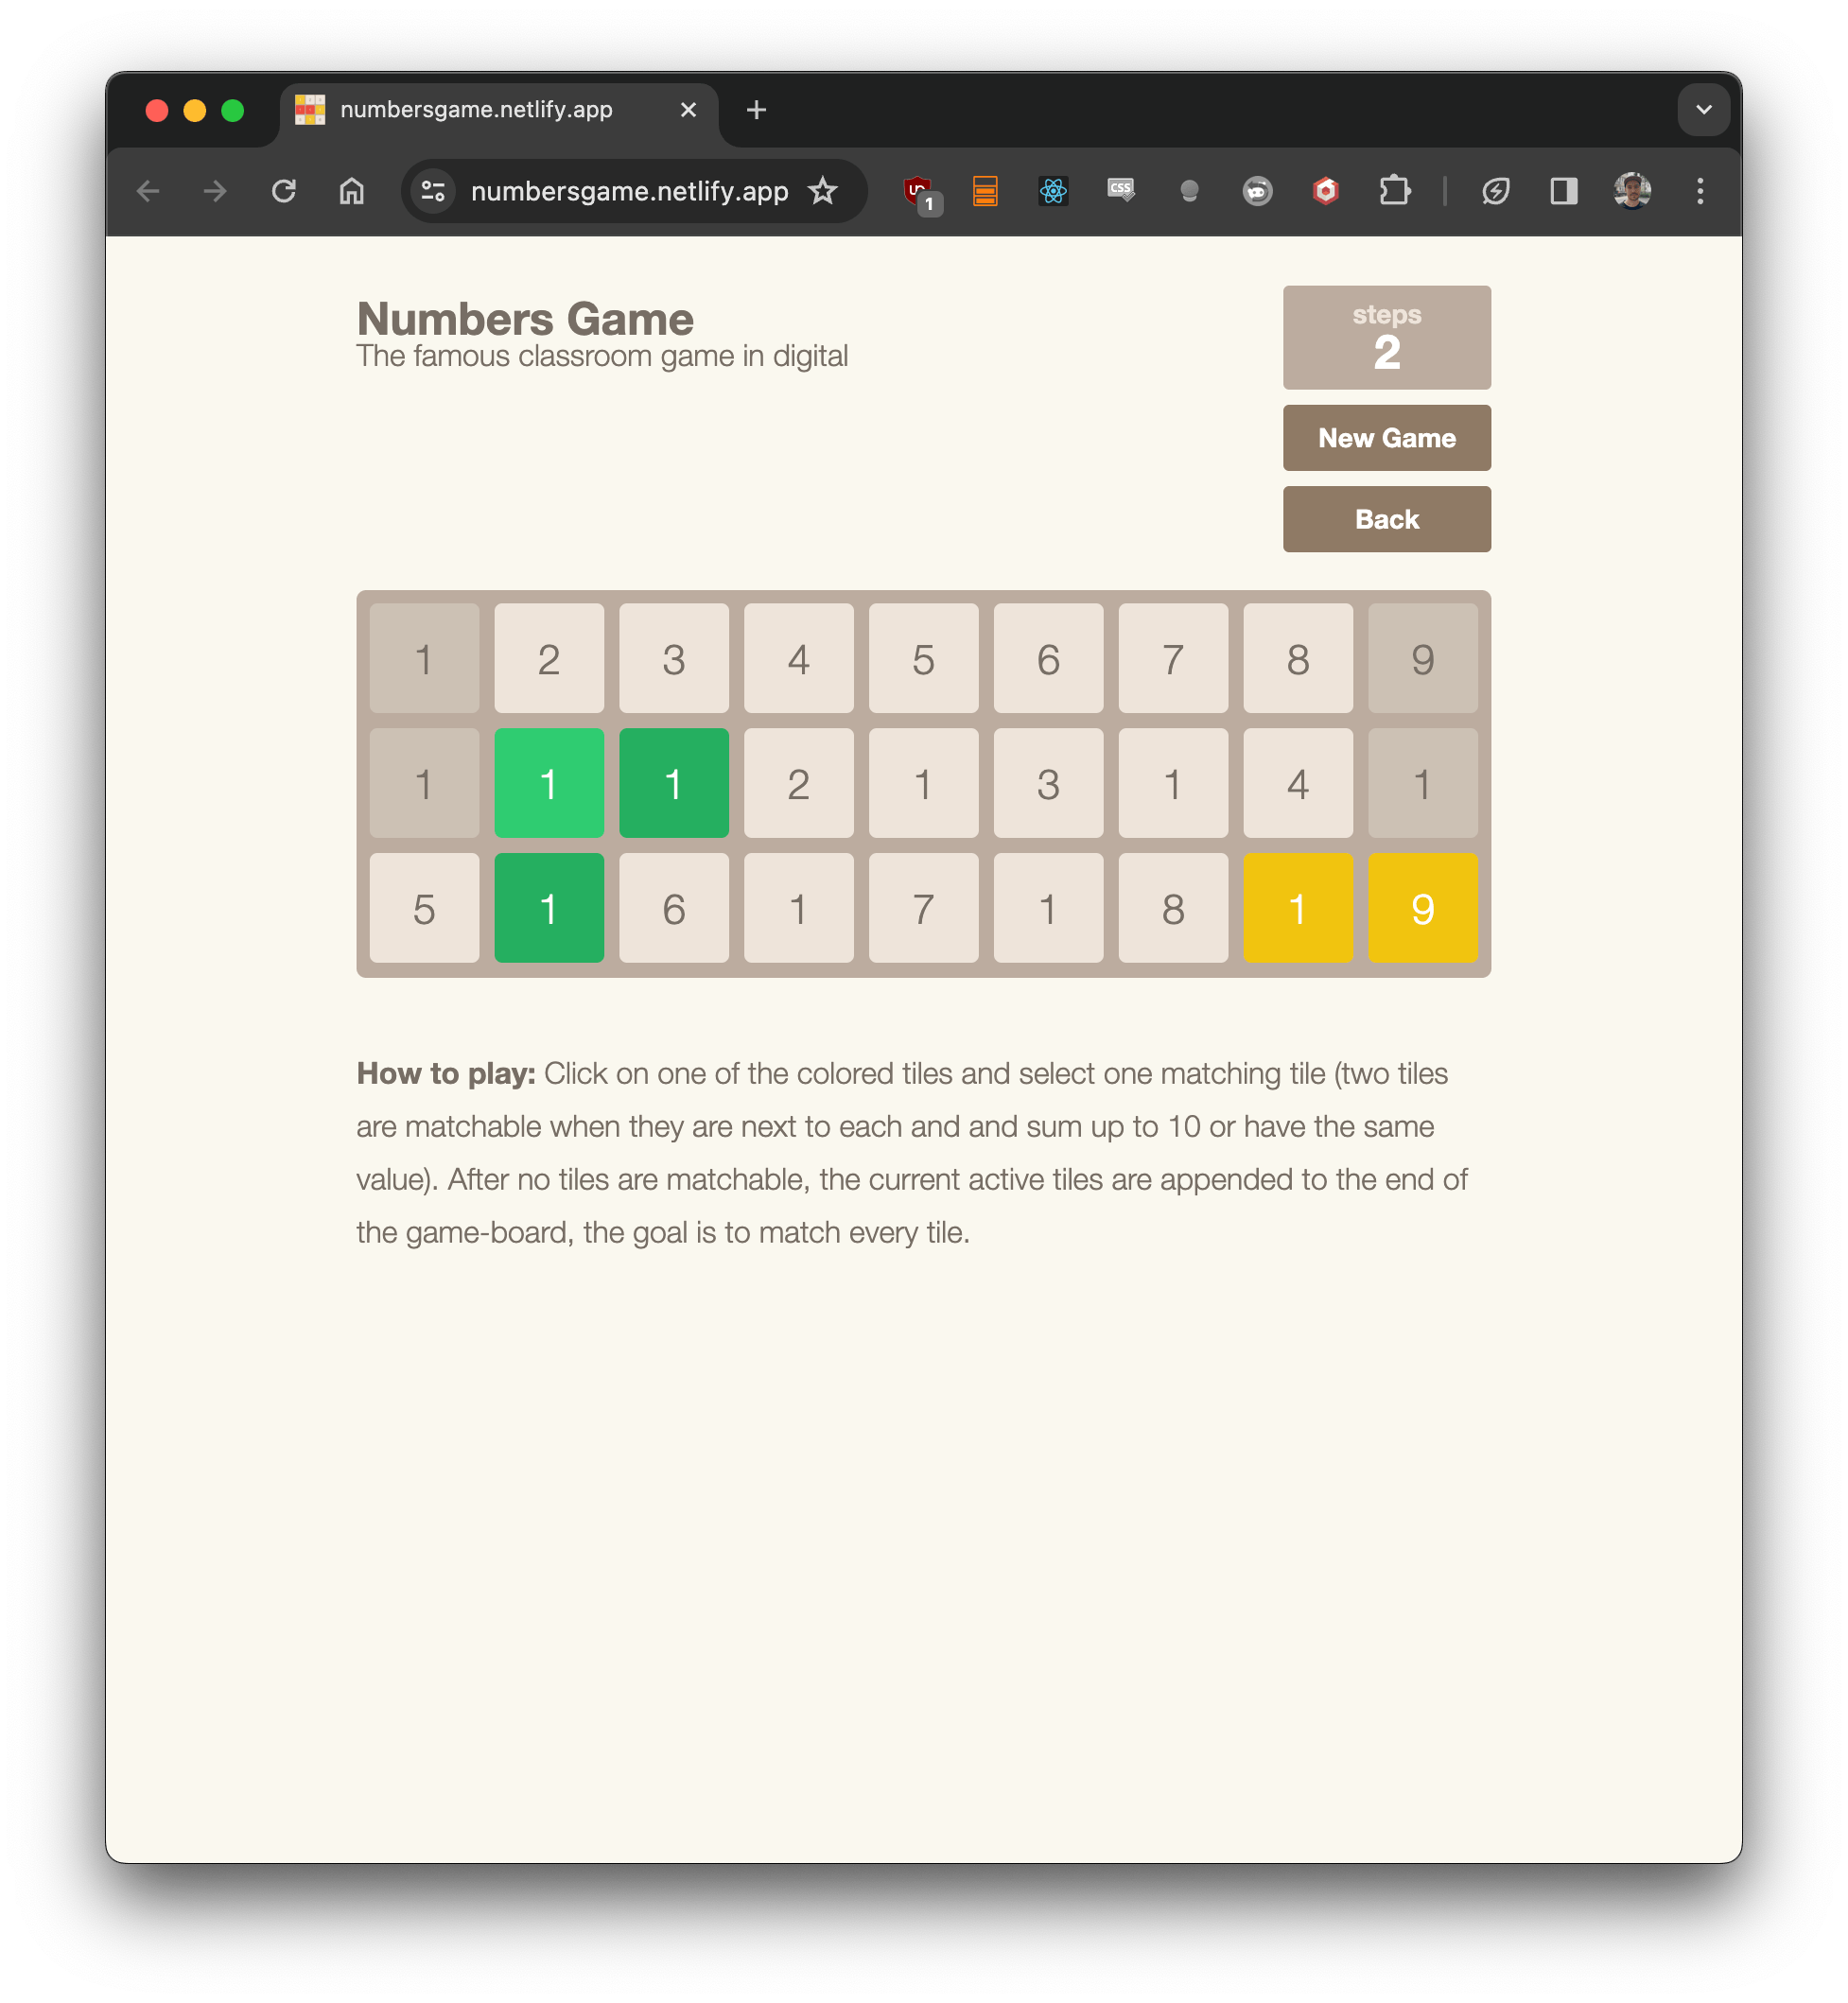 numbersgame.netlify.app
numbersgame.netlify.app
1
CSS
Numbers Game
The famous classroom game in digital
steps
2
New Game
Back
1 2 3 4 5 6 7 8 9
1 1 1 2 1 3 1 4 1
5 1 6 1 7 1 8 1 9
How to play: Click on one of the colored tiles and select one matching tile (two tiles
are matchable when they are next to each and and sum up to 10 or have the same
value). After no tiles are matchable, the current active tiles are appended to the end of
the game-board, the goal is to match every tile.